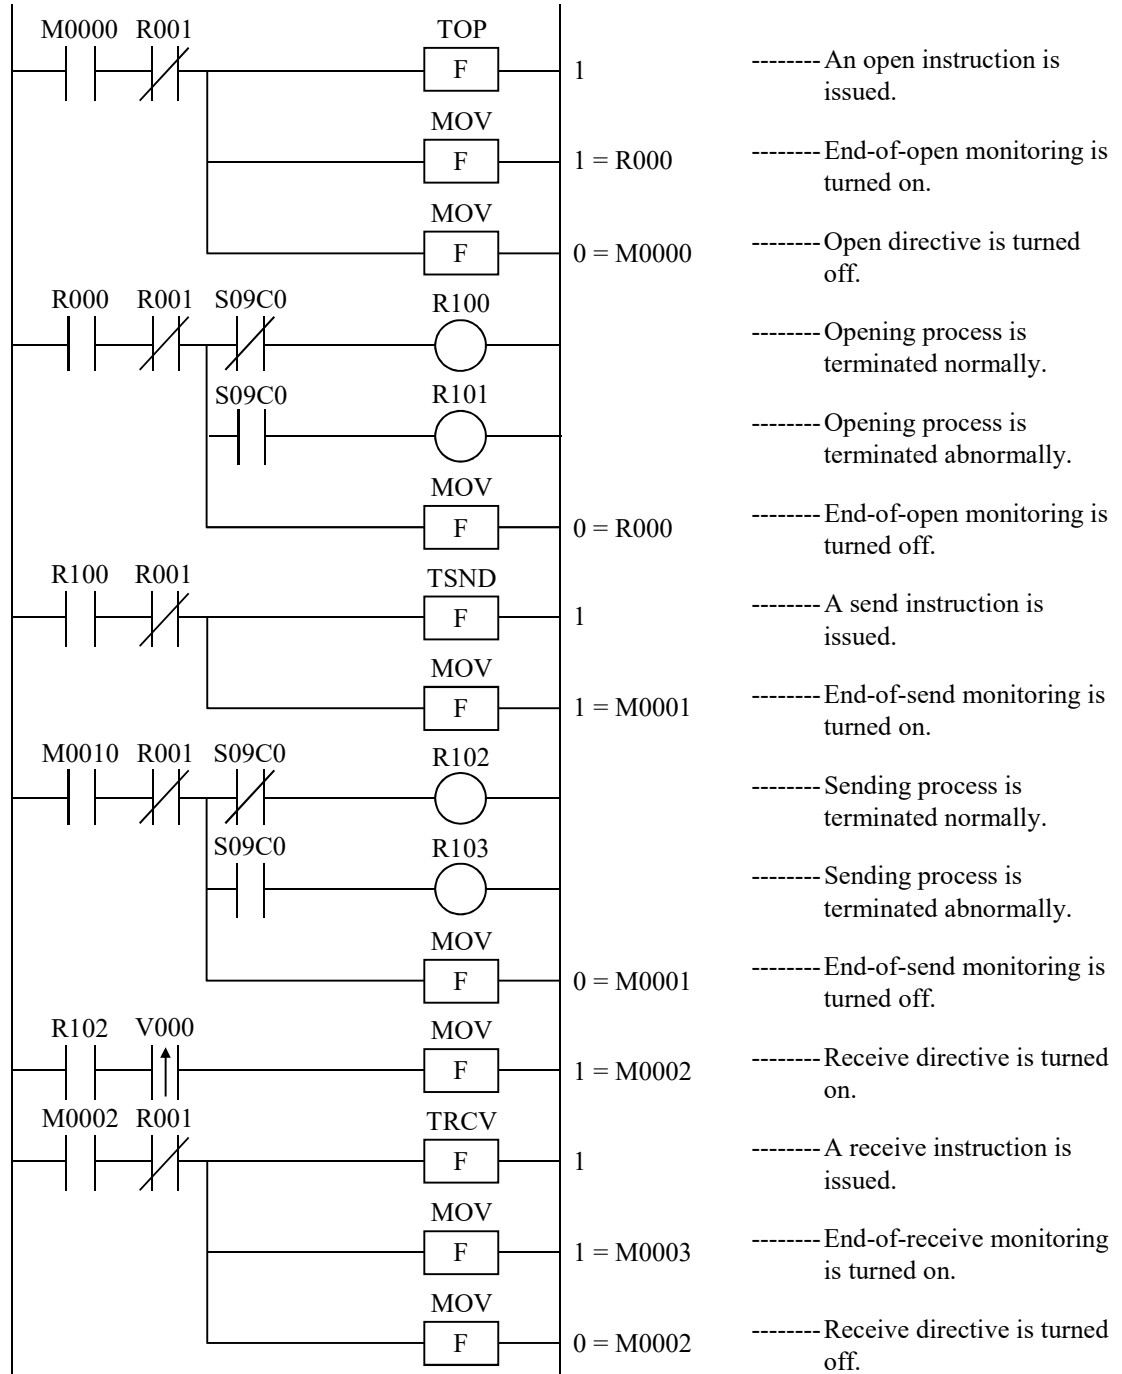 M0000 R001 TOP
F 1 -------- An open instruction is
issued.
MOV
F 1 = R000 -------- End-of-open monitoring is
turned on.
MOV
F 0 = M0000 -------- Open directive is turned
off.
R000 R001 S09C0 R100
-------- Opening process is
terminated normally.
S09C0 R101
-------- Opening process is
terminated abnormally.
MOV
F 0 = R000 -------- End-of-open monitoring is
turned off.
R100 R001 TSND
F 1 -------- A send instruction is
issued.
MOV
F 1 = M0001 -------- End-of-send monitoring is
turned on.
M0010 R001 S09C0 R102
-------- Sending process is
terminated normally.
S09C0 R103
-------- Sending process is
terminated abnormally.
MOV
F 0 = M0001 -------- End-of-send monitoring is
turned off.
R102 V000 MOV
F 1 = M0002 -------- Receive directive is turned
on.
M0002 R001 TRCV
F 1 -------- A receive instruction is
issued.
MOV
F 1 = M0003 -------- End-of-receive monitoring
is turned on.
MOV
F 0 = M0002 -------- Receive directive is turned
off.